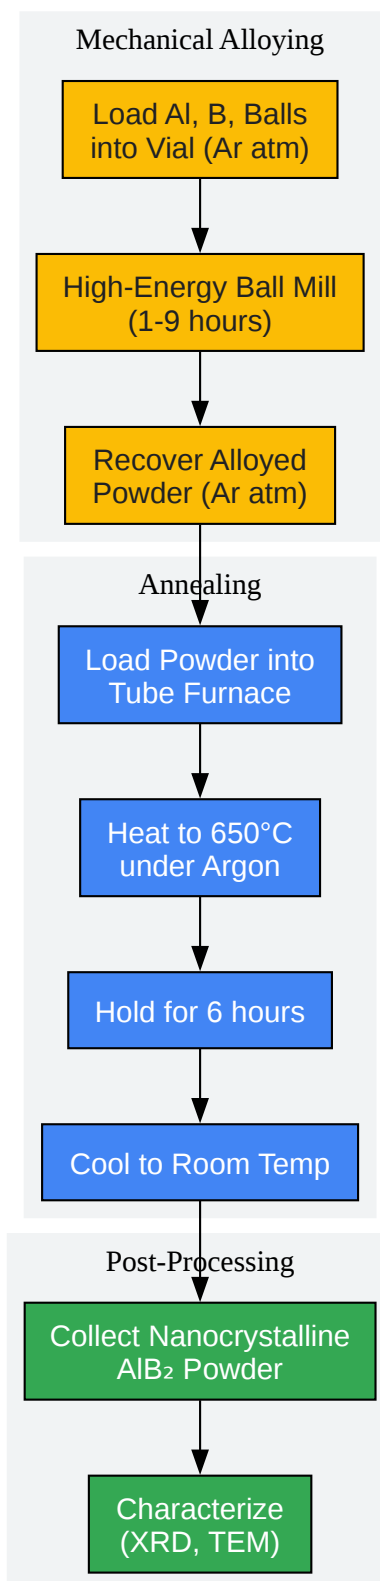 Mechanical Alloying
Load Al, B, Balls
into Vial (Ar atm)
High-Energy Ball Mill
(1-9 hours)
Recover Alloyed
Powder (Ar atm)
Annealing
Load Powder into
Tube Furnace
Heat to 650°C
under Argon
Hold for 6 hours
Cool to Room Temp
Post-Processing
Collect Nanocrystalline
AlB₂ Powder
Characterize
(XRD, TEM)